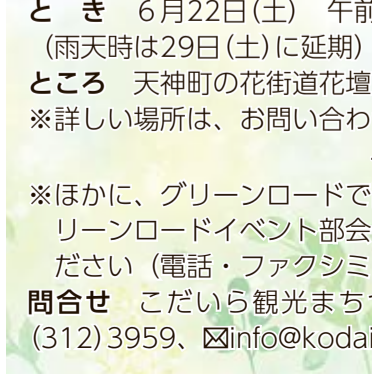 と　き　６月22日（土）　午前
（雨天時は29日（土）に延期）
ところ　天神町の花街道花壇
※詳しい場所は、お問い合わ
※ほかに、グリーンロードで
リーンロードイベント部会
ださい（電話・ファクシミ
問合せ　こだいら観光まち
（312）3959、✉info@kodai